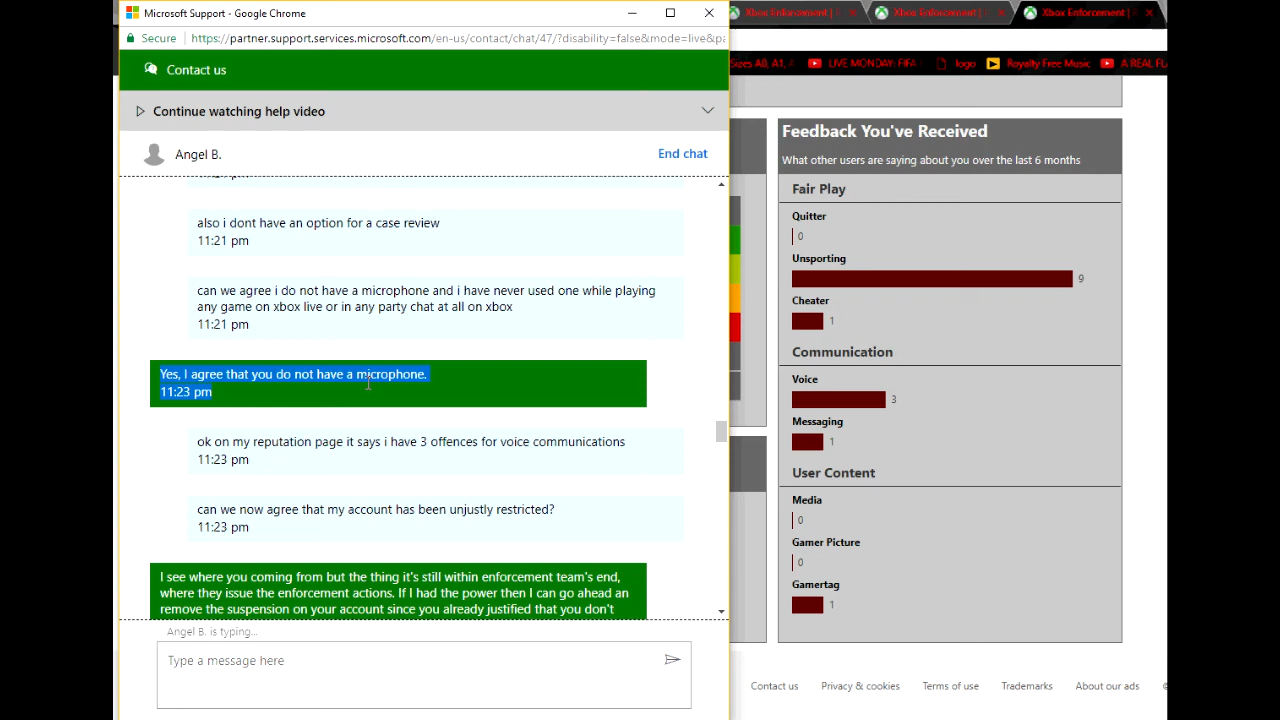 Microsoft Support - Google Chrome
Secure
https://partner.support.services.microsoft.com/en-us/contact/chat/47/?disability=false&mode=live&pa
Contact us
Continue watching help video
Angel B.
End chat
also i dont have an option for a case review
11:21 pm
can we agree i do not have a microphone and i have never used one while playing
any game on xbox live or in any party chat at all on xbox
11:21 pm
Yes, I agree that you do not have a microphone.
11:23 pm
ok on my reputation page it says i have 3 offences for voice communications
11:23 pm
can we now agree that my account has been unjustly restricted?
11:23 pm
I see where you coming from but the thing it's still within enforcement team's end,
where they issue the enforcement actions. If I had the power then I can go ahead an
remove the suspension on your account since you already justified that you don't
Angel B. is typing...
Type a message here
Xbox Enforcement |
Xbox Enforcement |
Xbox Enforcement |
Sizes A0, A1, A
LIVE MONDAY: FIFA
logo
Royalty Free Music
A REAL FL
Feedback You've Received
What other users are saying about you over the last 6 months
Fair Play
Quitter
0
Unsporting
9
Cheater
1
Communication
Voice
3
Messaging
1
User Content
Media
0
Gamer Picture
0
Gamertag
1
Contact us
Privacy & cookies
Terms of use
Trademarks
About our ads
©